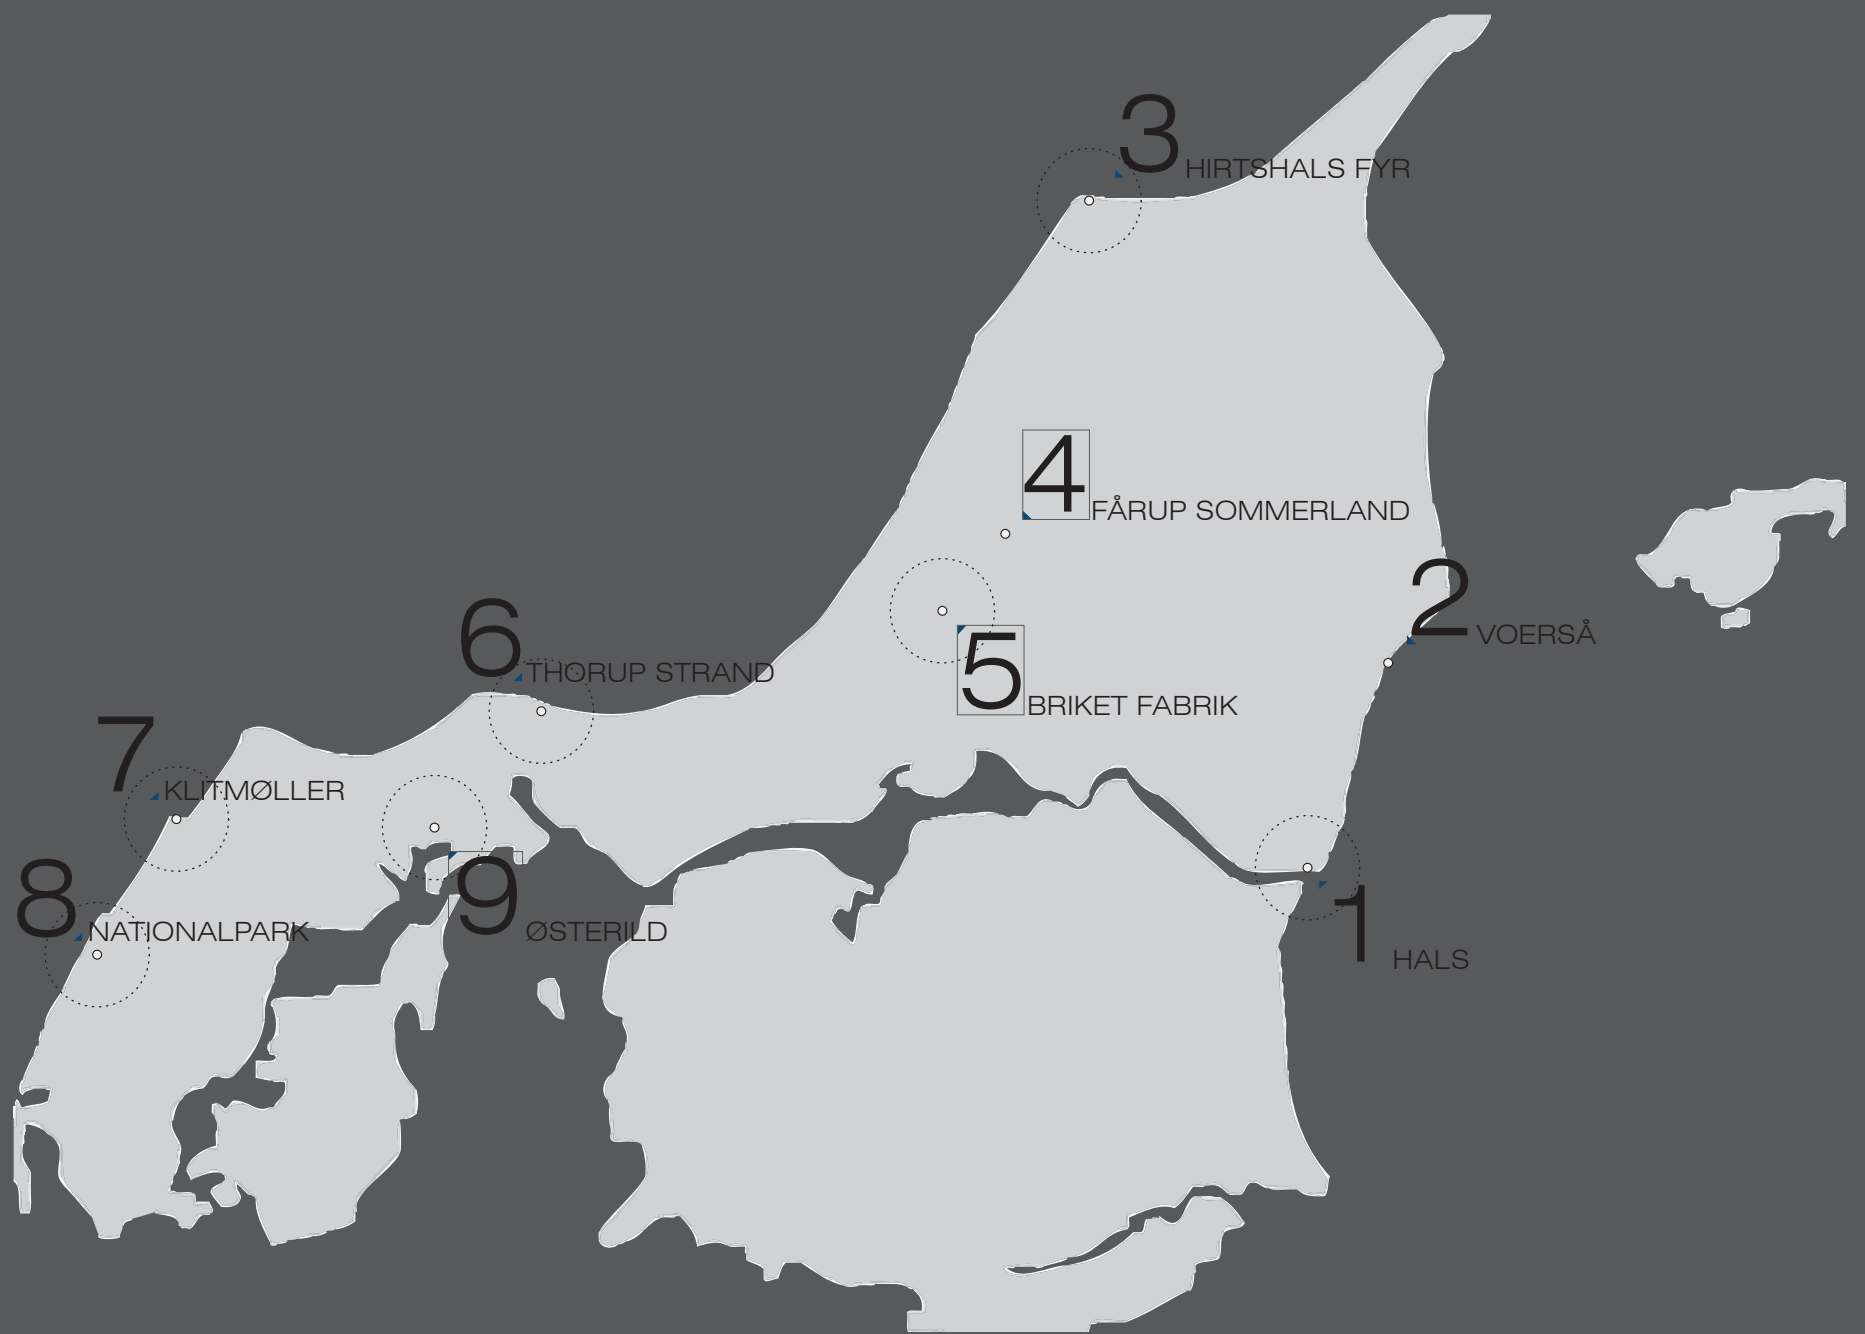 3 HIRTSHALS FYR
4 FÅRUP SOMMERLAND
2 VOERSÅ
6 THORUP STRAND
5 BRIKET FABRIK
7 KLITMØLLER
8 NATIONALPARK
9 ØSTERILD
1 HALS